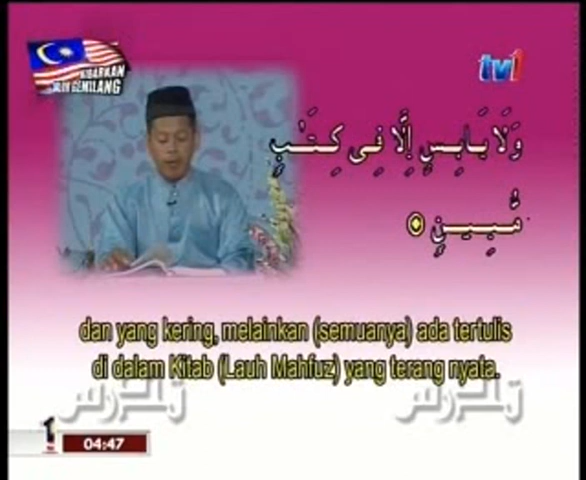 KIBARKAN
JALUR GEMILANG
tv1
وَلَا يَابِسٍ إِلَّا فِى كِتَـٰبٍ
مُّبِينٍ
dan yang kering, melainkan (semuanya) ada tertulis
di dalam Kitab (Lauh Mahfuz) yang terang nyata.
1
04:47